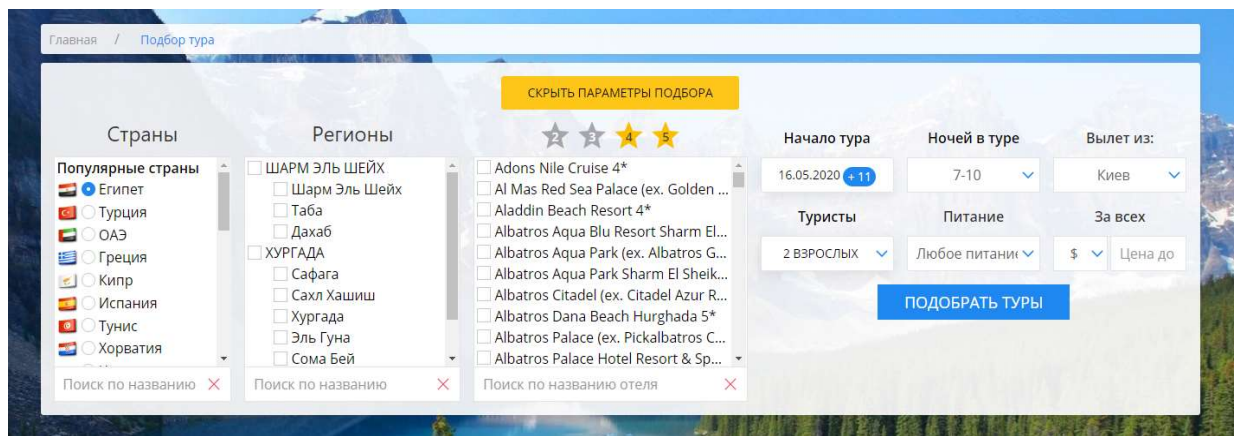 Главная / Подбор тура
СКРЫТЬ ПАРАМЕТРЫ ПОДБОРА
Страны
Популярные страны
Египет
Турция
ОАЭ
Греция
Кипр
Испания
Тунис
Хорватия
Поиск по названию
Регионы
ШАРМ ЭЛЬ ШЕЙХ
Шарм Эль Шейх
Таба
Дахаб
ХУРГАДА
Сафага
Сахл Хашиш
Хургада
Эль Гуна
Сома Бей
Поиск по названию
2 3 4 5
Adons Nile Cruise 4*
Al Mas Red Sea Palace (ex. Golden ...
Aladdin Beach Resort 4*
Albatros Aqua Blu Resort Sharm El...
Albatros Aqua Park (ex. Albatros G...
Albatros Aqua Park Sharm El Sheik...
Albatros Citadel (ex. Citadel Azur R...
Albatros Dana Beach Hurghada 5*
Albatros Palace (ex. Pickalbatros C...
Albatros Palace Hotel Resort & Sp...
Поиск по названию отеля
Начало тура
16.05.2020 + 11
Ночей в туре
7-10
Вылет из:
Киев
Туристы
2 ВЗРОСЛЫХ
Питание
Любое питани
За всех
$ Цена до
ПОДОБРАТЬ ТУРЫ